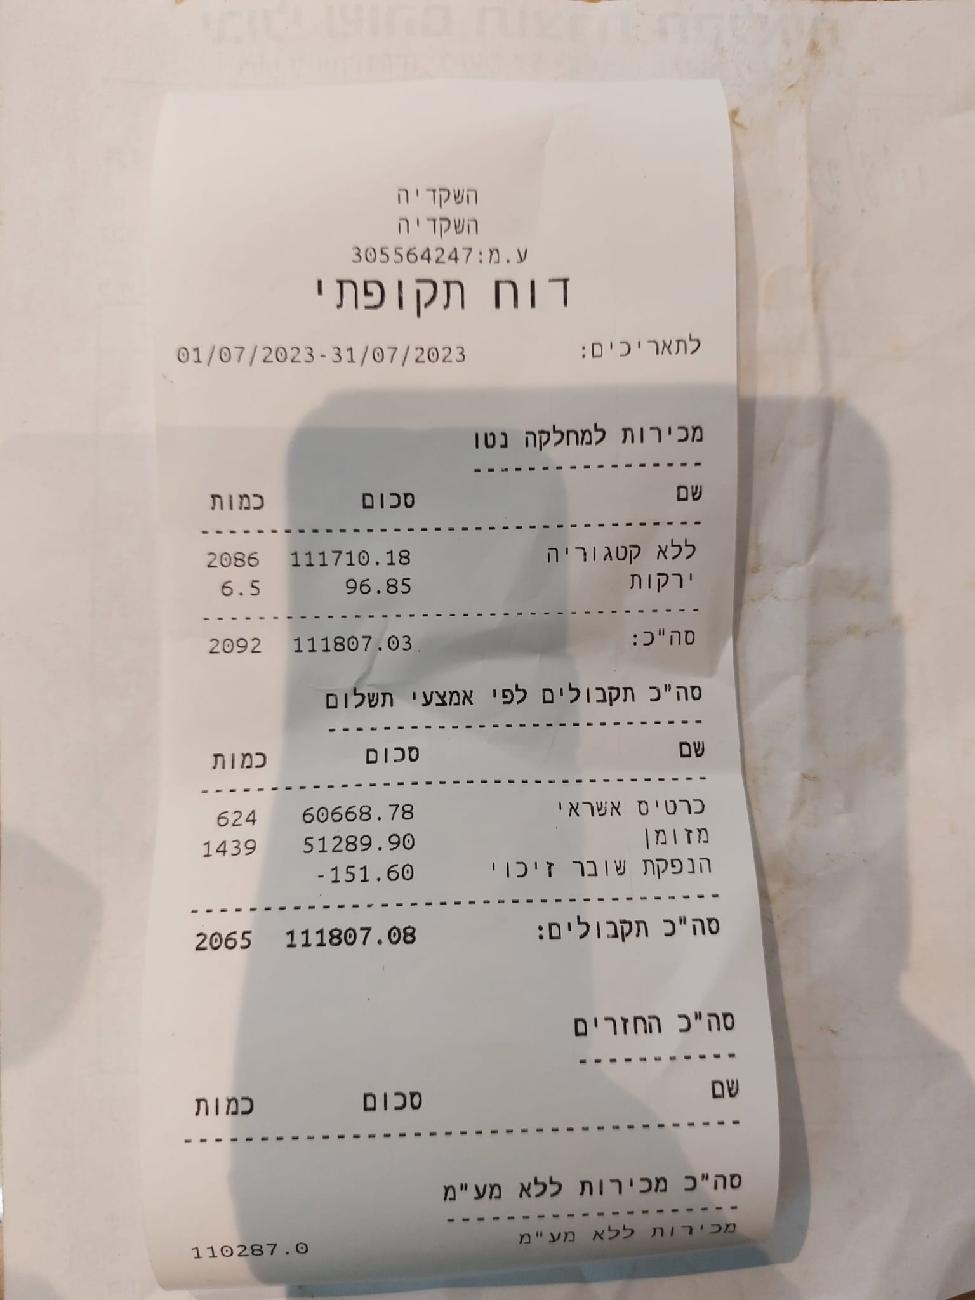 השקדיה
השקדיה
ע.מ:305564247
דוח תקופתי
לתאריכים: 01/07/2023-31/07/2023
מכירות למחלקה נטו
שם סכום כמות
ללא קטגוריה 111710.18 2086
ירקות 96.85 6.5
סה"כ: 111807.03 2092
סה"כ תקבולים לפי אמצעי תשלום
שם סכום כמות
כרטיס אשראי 60668.78 624
מזומן 51289.90 1439
הנפקת שובר זיכוי -151.60
סה"כ תקבולים: 111807.08 2065
סה"כ החזרים
שם סכום כמות
סה"כ מכירות ללא מע"מ
מכירות ללא מע"מ 110287.0